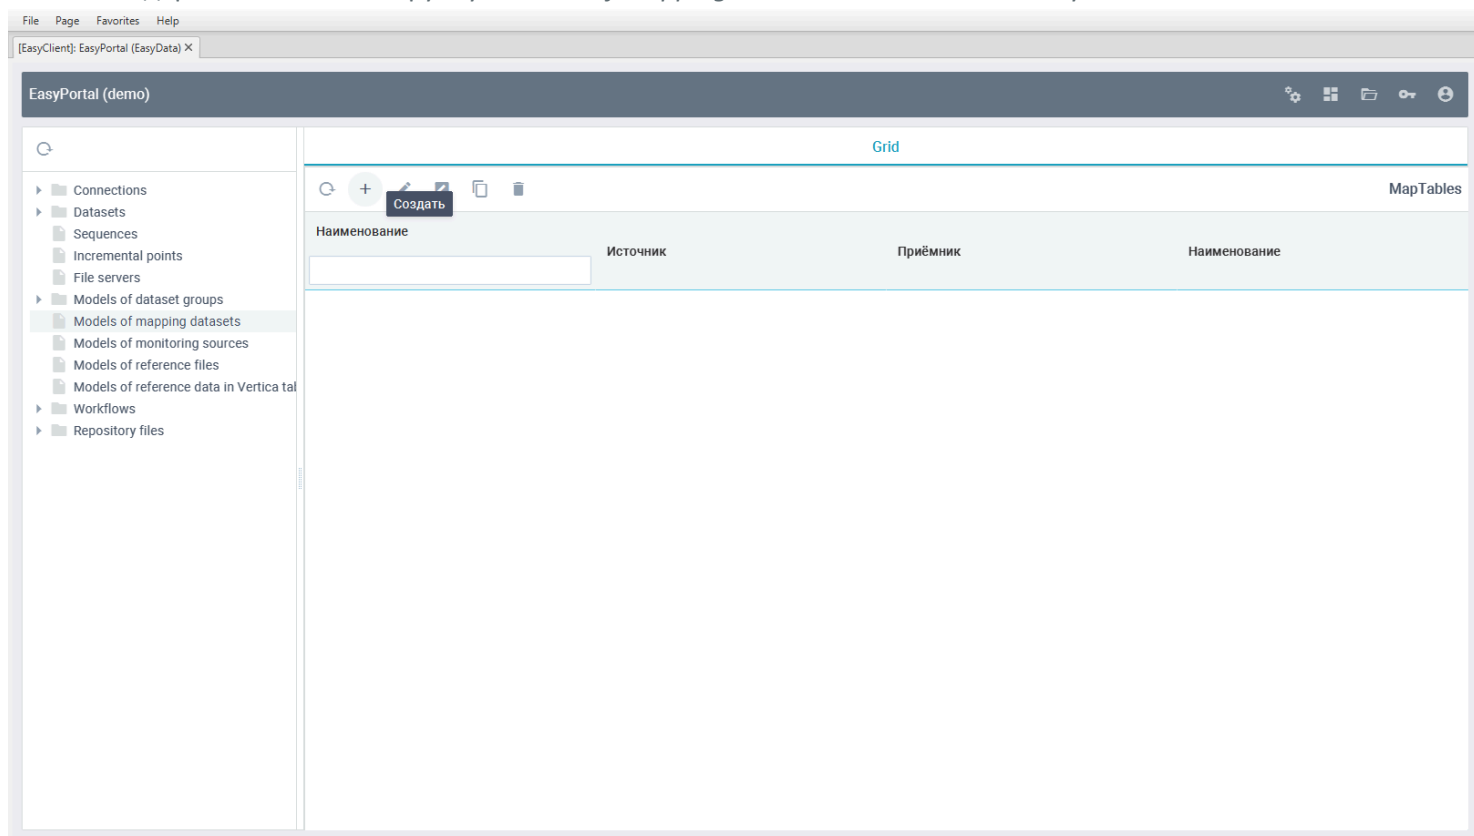 File Page Favorites Help
[EasyClient]: EasyPortal (EasyData) ×
EasyPortal (demo)
Grid
MapTables
Создать
Connections
Datasets
Sequences
Incremental points
File servers
Models of dataset groups
Models of mapping datasets
Models of monitoring sources
Models of reference files
Models of reference data in Vertica
Workflows
Repository files
Наименование
Источник Приёмник Наименование